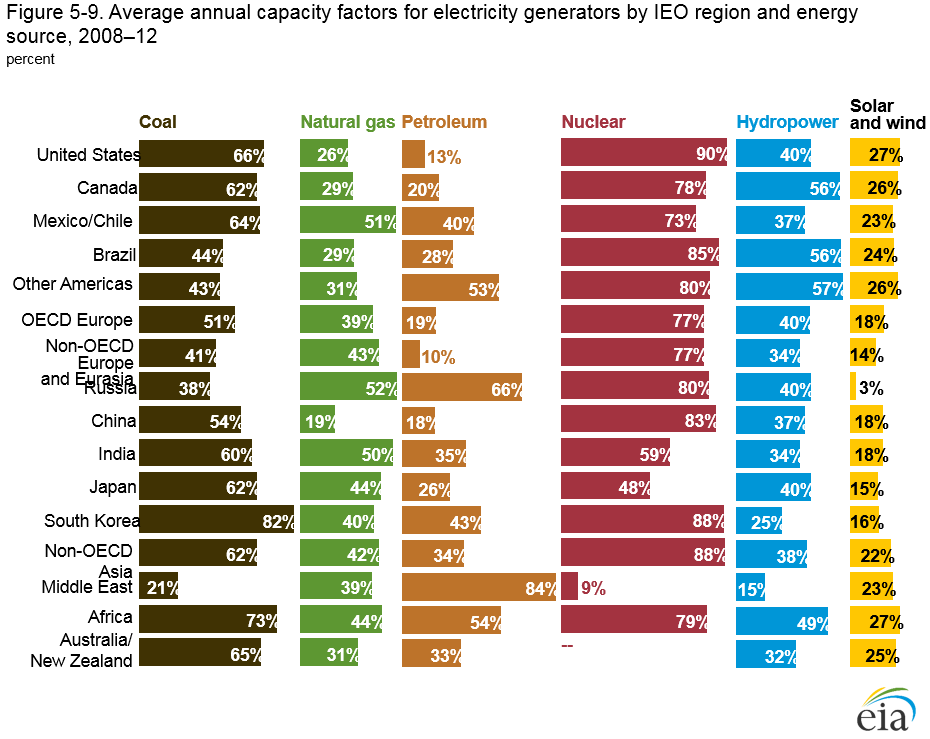 Figure 5-9. Average annual capacity factors for electricity generators by IEO region and energy
source, 2008–12
percent
Coal Natural gas Petroleum Nuclear Hydropower Solar
and wind
United States 66% 26% 13% 90% 40% 27%
Canada 62% 29% 20% 78% 56% 26%
Mexico/Chile 64% 51% 40% 73% 37% 23%
Brazil 44% 29% 28% 85% 56% 24%
Other Americas 43% 31% 53% 80% 57% 26%
OECD Europe 51% 39% 19% 77% 40% 18%
Non-OECD
Europe 41% 43% 10% 77% 34% 14%
and Eurasia
Russia 38% 52% 66% 80% 40% 3%
China 54% 19% 18% 83% 37% 18%
India 60% 50% 35% 59% 34% 18%
Japan 62% 44% 26% 48% 40% 15%
South Korea 82% 40% 43% 88% 25% 16%
Non-OECD 62% 42% 34% 88% 38% 22%
Asia
Middle East 21% 39% 84% 9% 15% 23%
Africa 73% 44% 54% 79% 49% 27%
Australia/
New Zealand 65% 31% 33% -- 32% 25%
eia